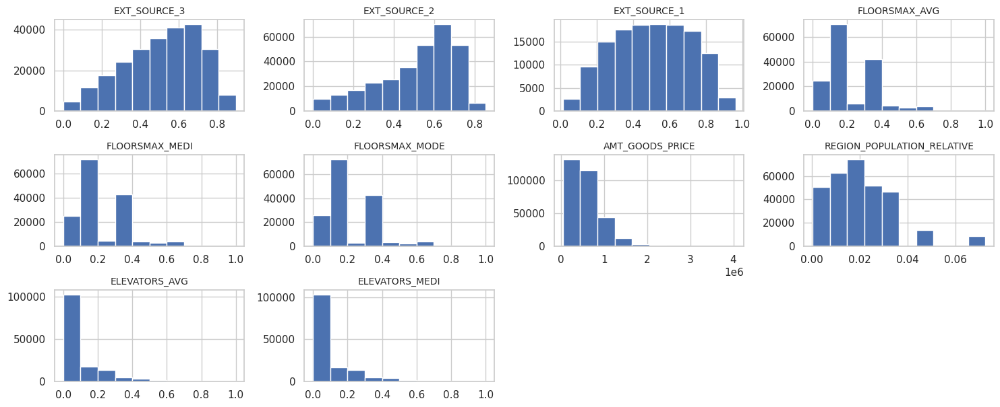 EXT_SOURCE_3
40000
20000
0
0.0 0.2 0.4 0.6 0.8
EXT_SOURCE_2
60000
40000
20000
0
0.0 0.2 0.4 0.6 0.8
EXT_SOURCE_1
15000
10000
5000
0
0.0 0.2 0.4 0.6 0.8 1.0
FLOORSMAX_AVG
60000
40000
20000
0
0.0 0.2 0.4 0.6 0.8 1.0
FLOORSMAX_MEDI
60000
40000
20000
0
0.0 0.2 0.4 0.6 0.8 1.0
FLOORSMAX_MODE
60000
40000
20000
0
0.0 0.2 0.4 0.6 0.8 1.0
AMT_GOODS_PRICE
100000
50000
0
0 1 2 3 4
1e6
REGION_POPULATION_RELATIVE
60000
40000
20000
0
0.00 0.02 0.04 0.06
ELEVATORS_AVG
100000
50000
0
0.0 0.2 0.4 0.6 0.8 1.0
ELEVATORS_MEDI
100000
50000
0
0.0 0.2 0.4 0.6 0.8 1.0